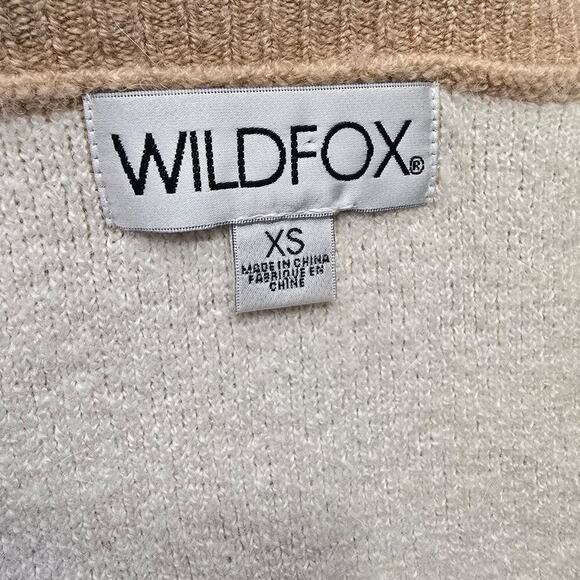 WILDFOX®
XS
MADE IN CHINA
FABRIQUE EN
CHINE